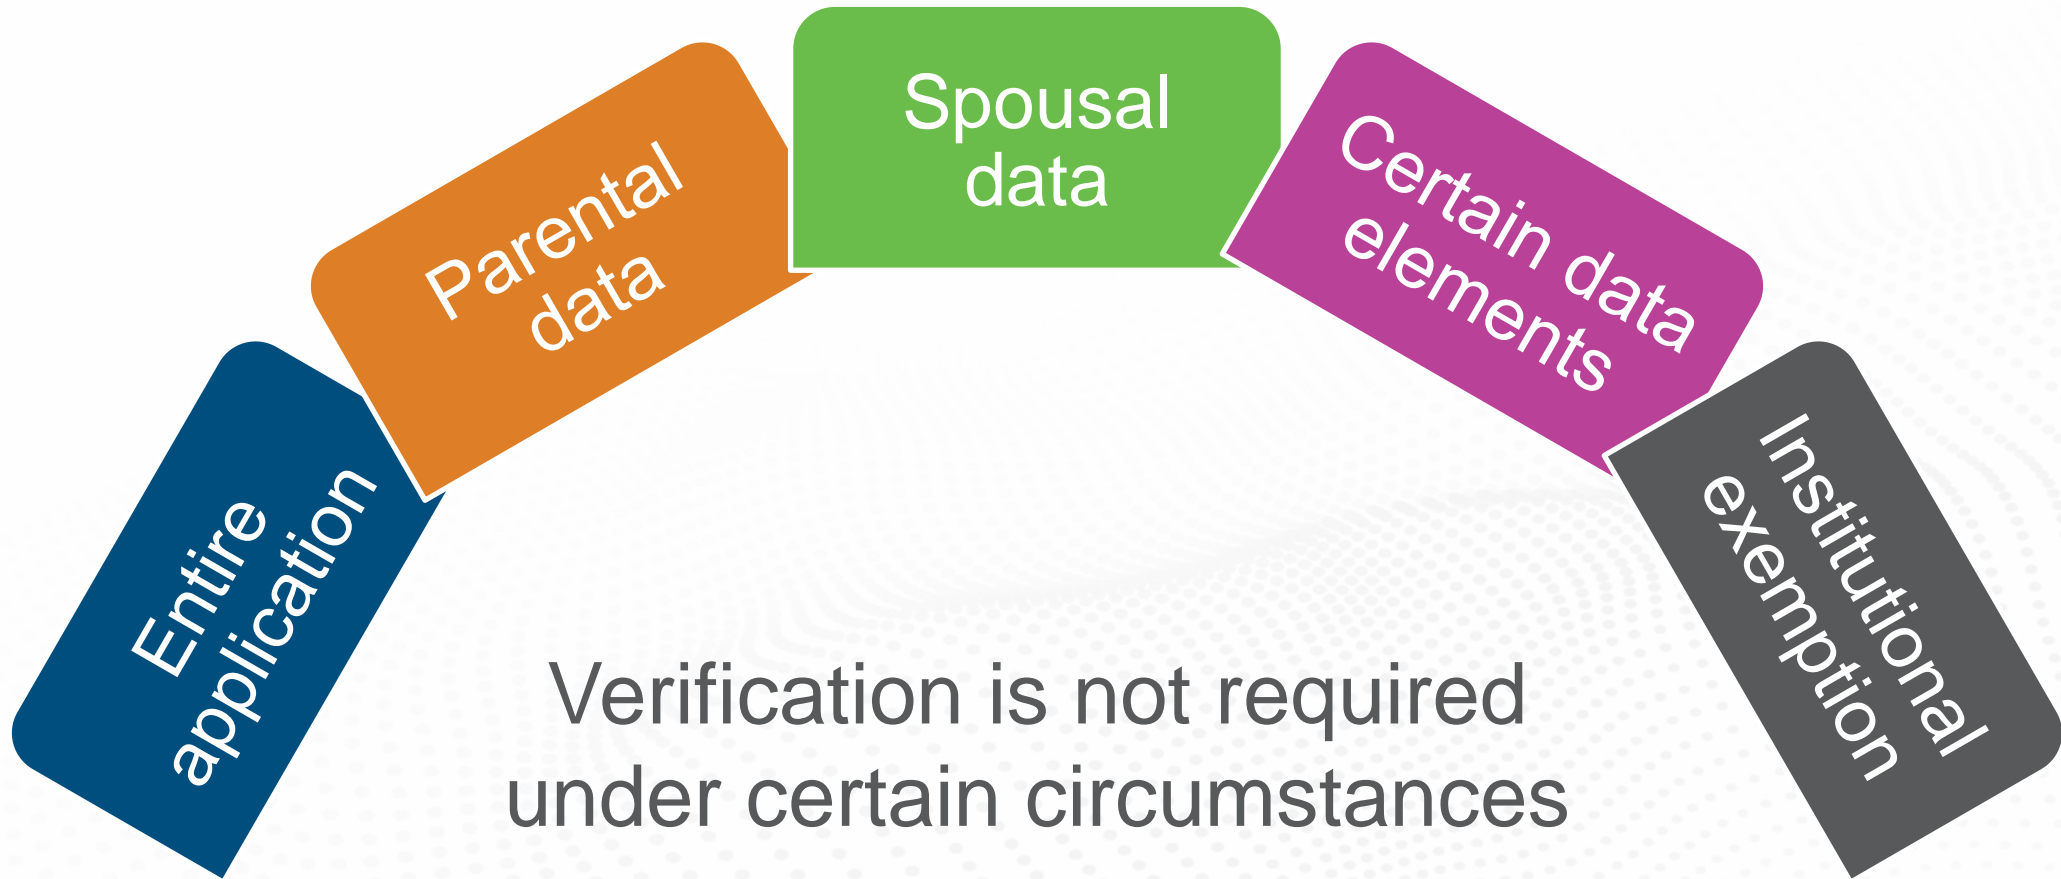 Entire
application
Parental
data
Spousal
data
Certain data
elements
Institutional
exemption
Verification is not required
under certain circumstances